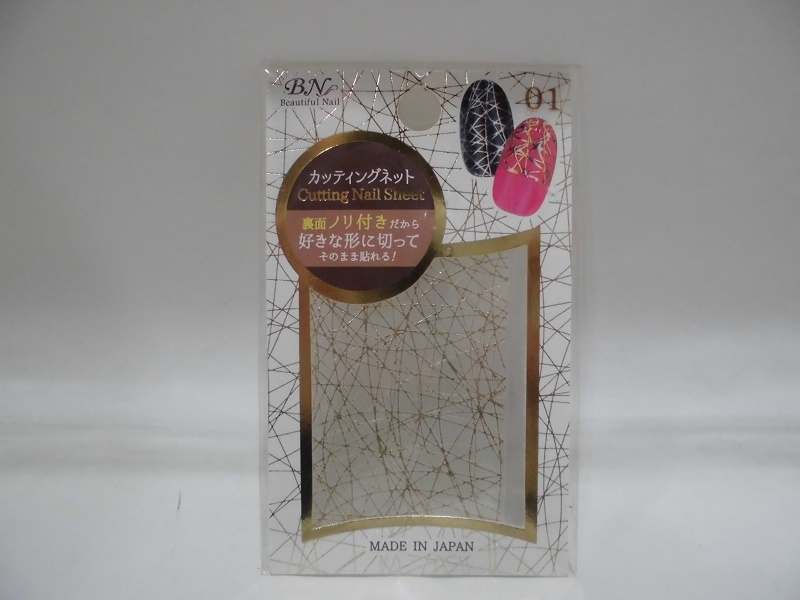 BN
Beautiful Nail
01
カッティングネット
Cutting Nail Sheet
裏面ノリ付きだから
好きな形に切って
そのまま貼れる!
MADE IN JAPAN